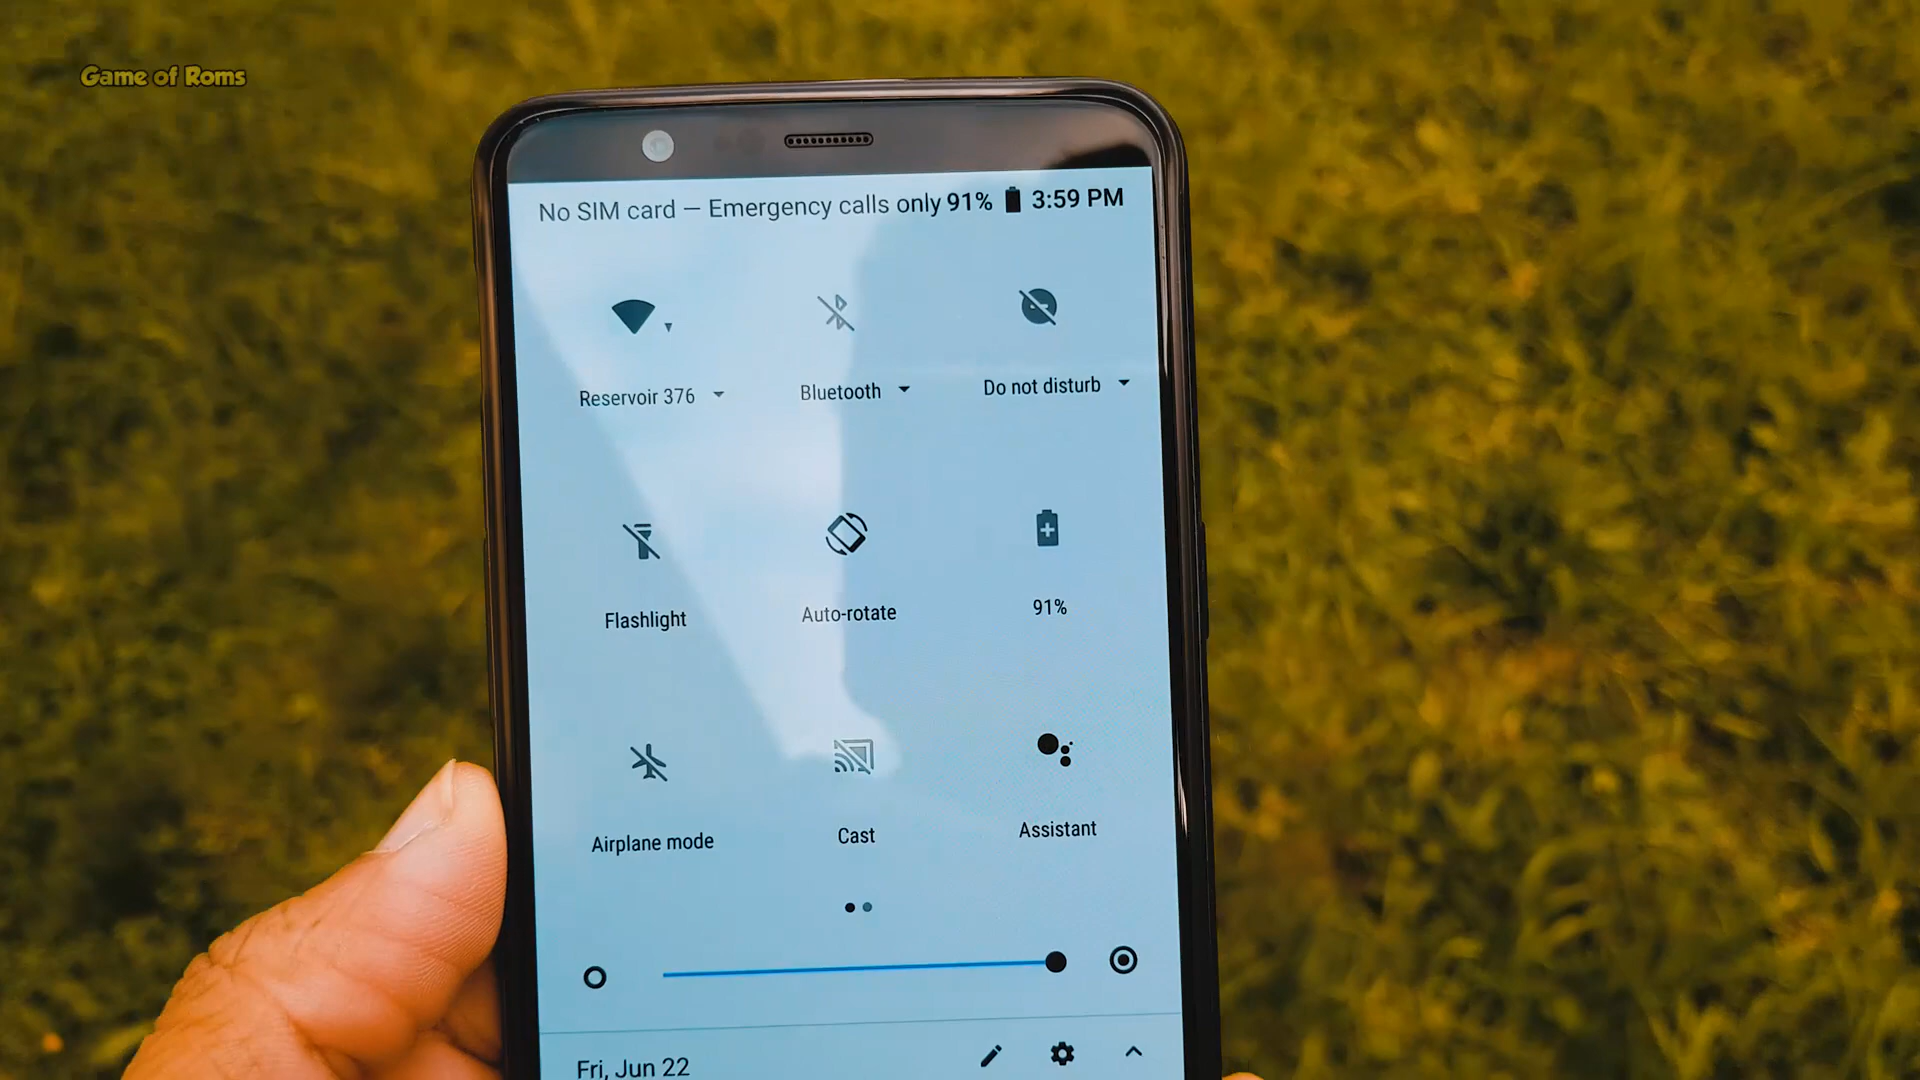 Game of Roms
No SIM card — Emergency calls only 91% 3:59 PM
Reservoir 376 Bluetooth Do not disturb
Flashlight Auto-rotate 91%
Airplane mode Cast Assistant
Fri, Jun 22